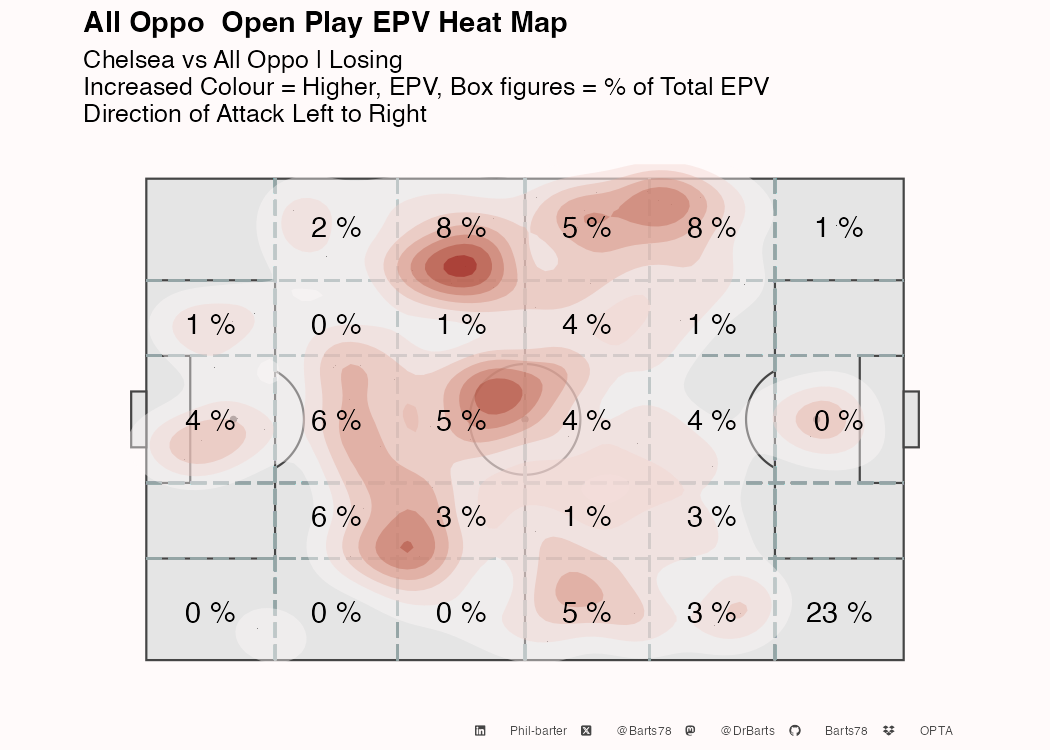 All Oppo  Open Play EPV Heat Map
Chelsea vs All Oppo | Losing
Increased Colour = Higher, EPV, Box figures = % of Total EPV
Direction of Attack Left to Right
2 % 8 % 5 % 8 % 1 %
1 % 0 % 1 % 4 % 1 %
4 % 6 % 5 % 4 % 4 % 0 %
6 % 3 % 1 % 3 %
0 % 0 % 0 % 5 % 3 % 23 %
Phil-barter @Barts78 @DrBarts Barts78 OPTA